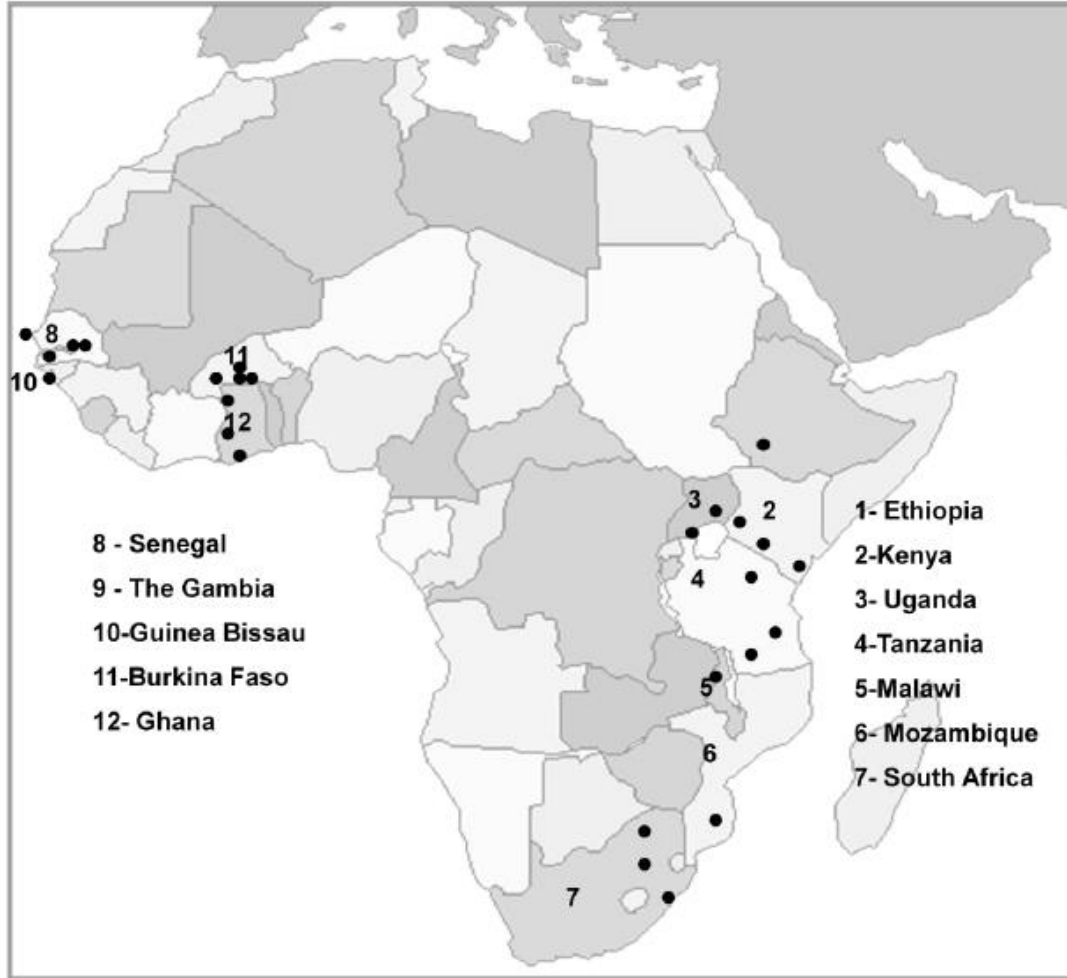 8
11
10
12
3
2
4
5
6
7
8 - Senegal
9 - The Gambia
10-Guinea Bissau
11-Burkina Faso
12- Ghana
1- Ethiopia
2-Kenya
3- Uganda
4-Tanzania
5-Malawi
6- Mozambique
7- South Africa